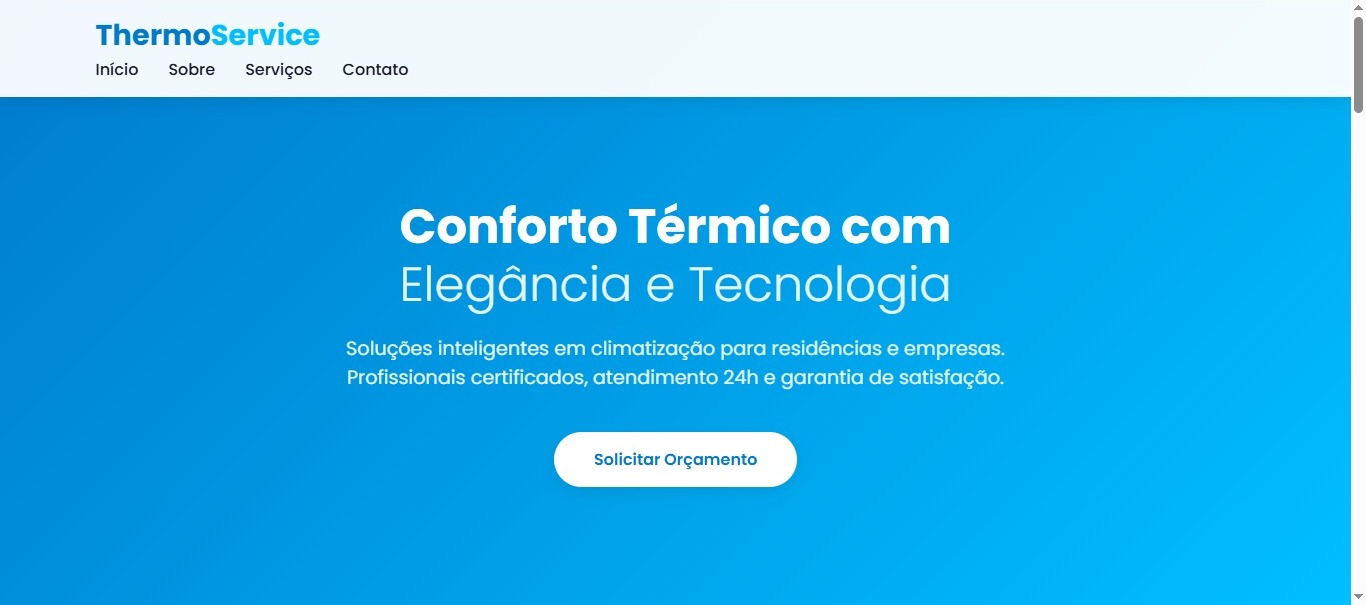 ThermoService
Início Sobre Serviços Contato
Conforto Térmico com
Elegância e Tecnologia
Soluções inteligentes em climatização para residências e empresas.
Profissionais certificados, atendimento 24h e garantia de satisfação.
Solicitar Orçamento